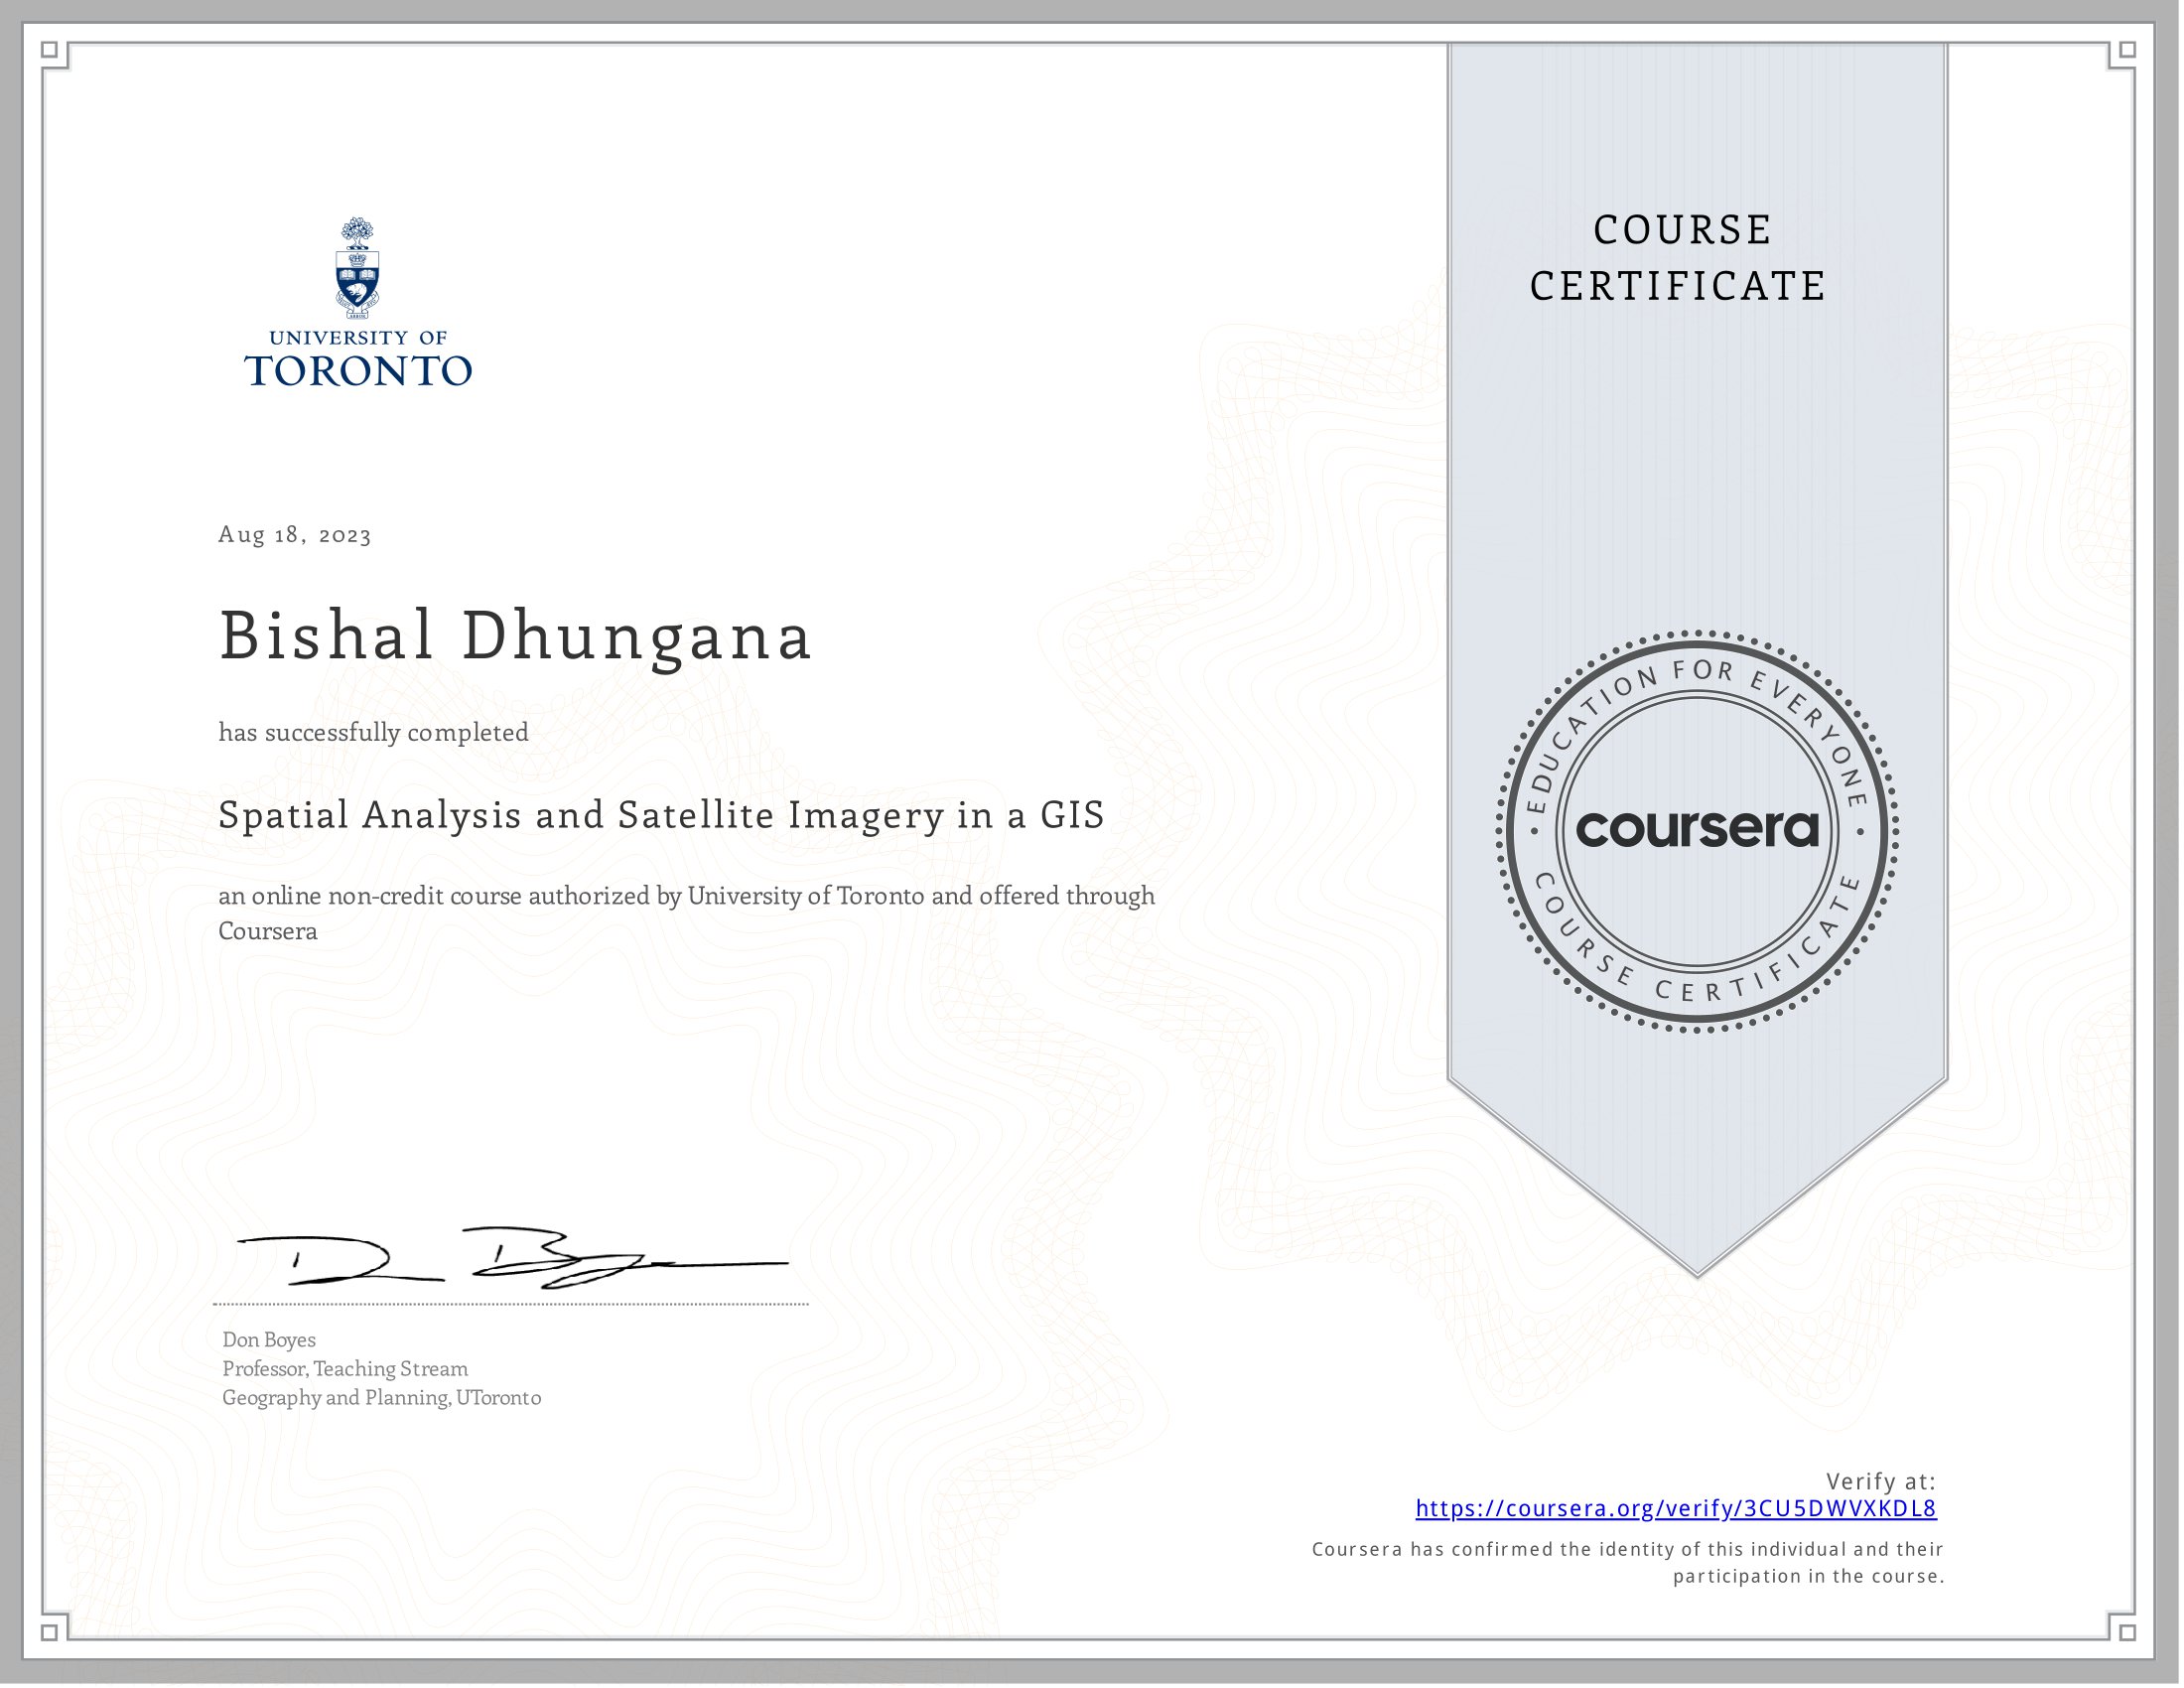 UNIVERSITY OF
TORONTO
COURSE
CERTIFICATE
Aug 18, 2023
Bishal Dhungana
has successfully completed
Spatial Analysis and Satellite Imagery in a GIS
an online non-credit course authorized by University of Toronto and offered through
Coursera
EDUCATION FOR EVERYONE
coursera
COURSE CERTIFICATE
Don Boyes
Professor, Teaching Stream
Geography and Planning, UToronto
Verify at:
https://coursera.org/verify/3CU5DWVXKDL8
Coursera has confirmed the identity of this individual and their
participation in the course.